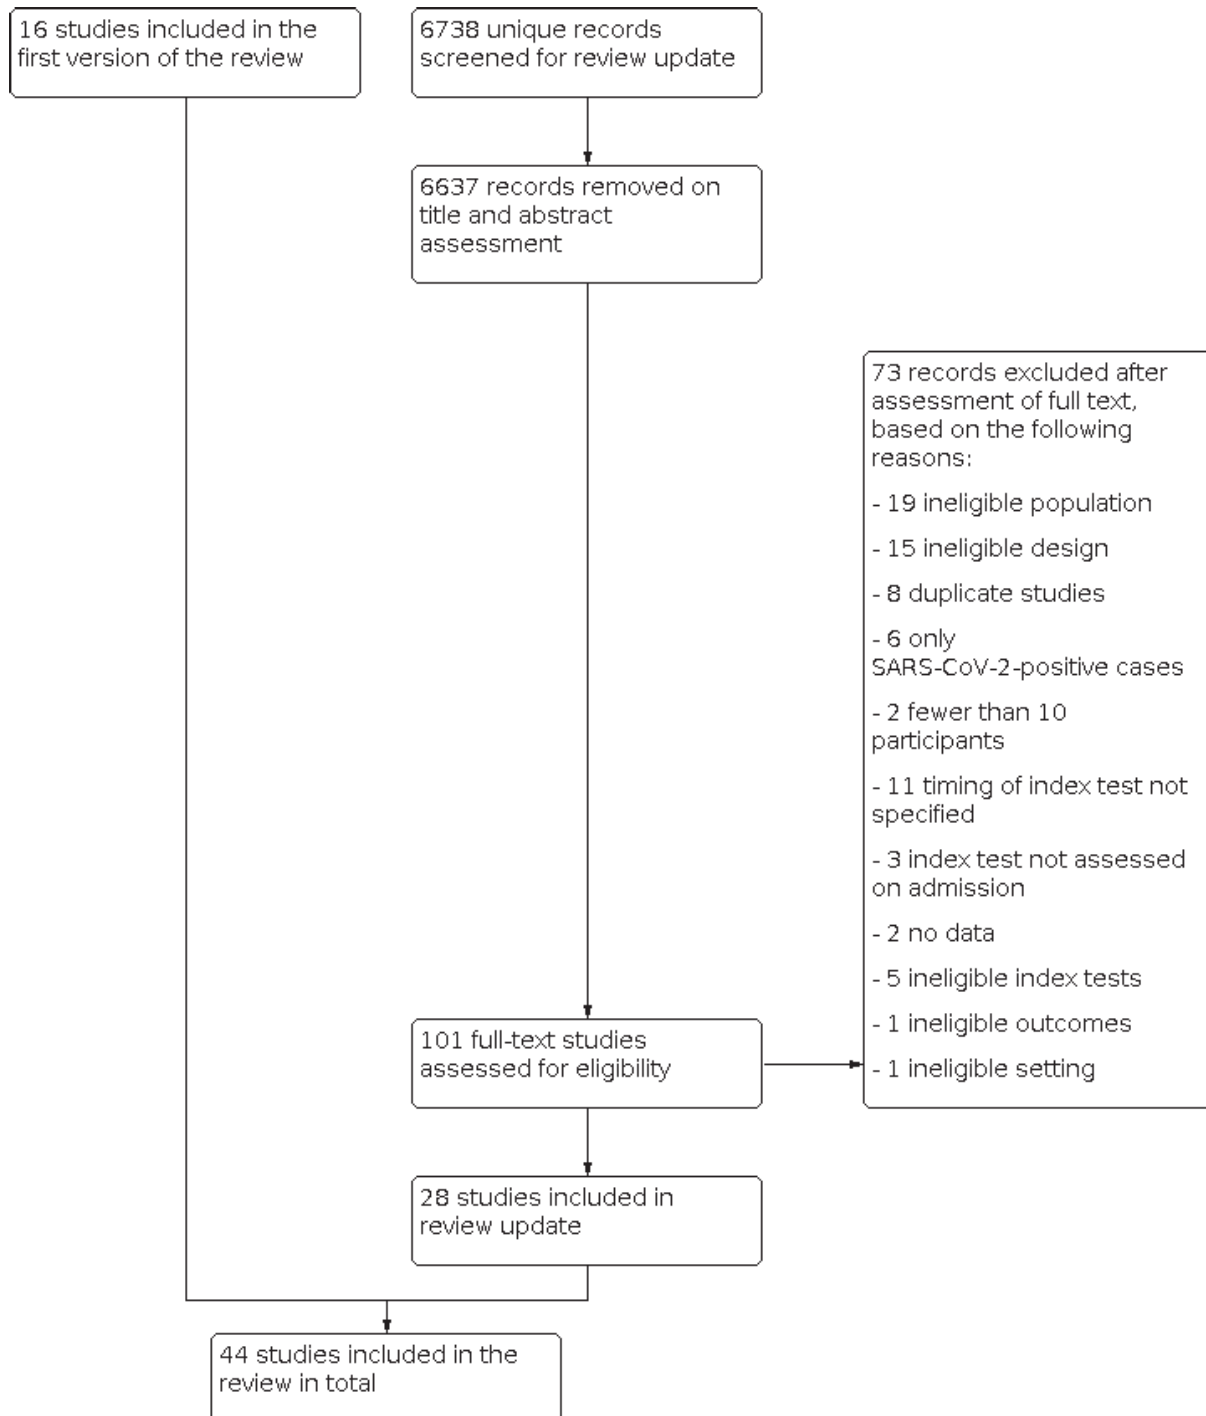 16 studies included in the
first version of the review
6738 unique records
screened for review update
6637 records removed on
title and abstract
assessment
73 records excluded after
assessment of full text,
based on the following
reasons:
- 19 ineligible population
- 15 ineligible design
- 8 duplicate studies
- 6 only
SARS-CoV-2-positive cases
- 2 fewer than 10
participants
- 11 timing of index test not
specified
- 3 index test not assessed
on admission
- 2 no data
- 5 ineligible index tests
- 1 ineligible outcomes
- 1 ineligible setting
101 full-text studies
assessed for eligibility
28 studies included in
review update
44 studies included in the
review in total